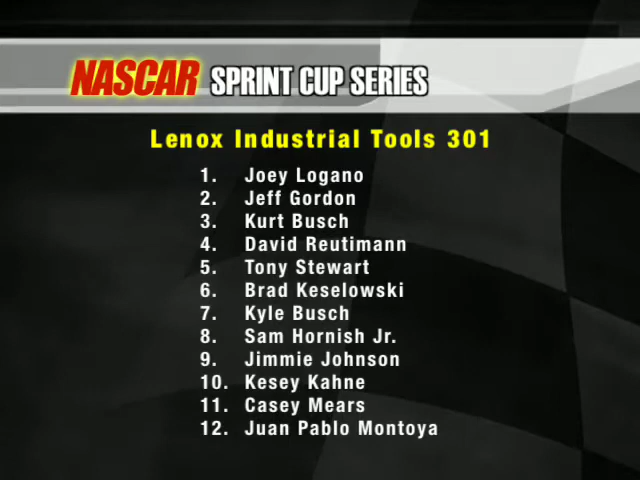 NASCAR SPRINT CUP SERIES
Lenox Industrial Tools 301
1. Joey Logano
2. Jeff Gordon
3. Kurt Busch
4. David Reutimann
5. Tony Stewart
6. Brad Keselowski
7. Kyle Busch
8. Sam Hornish Jr.
9. Jimmie Johnson
10. Kesey Kahne
11. Casey Mears
12. Juan Pablo Montoya